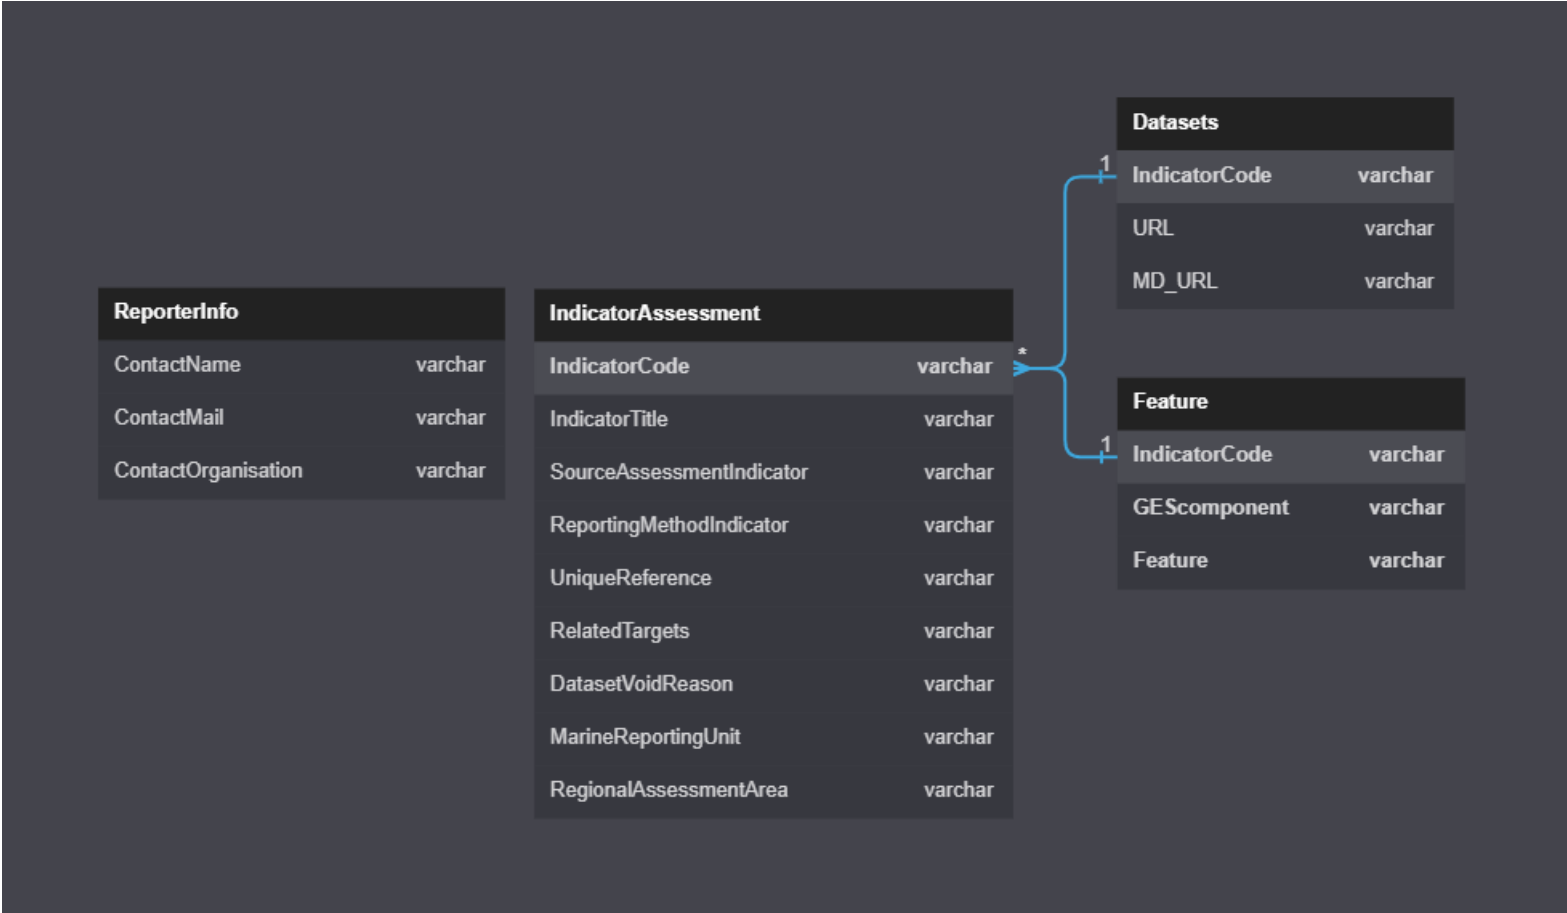 ReporterInfo
ContactName varchar
ContactMail varchar
ContactOrganisation varchar
IndicatorAssessment
IndicatorCode varchar
IndicatorTitle varchar
SourceAssessmentIndicator varchar
ReportingMethodIndicator varchar
UniqueReference varchar
RelatedTargets varchar
DatasetVoidReason varchar
MarineReportingUnit varchar
RegionalAssessmentArea varchar
*
1
Datasets
IndicatorCode varchar
URL varchar
MD_URL varchar
1
Feature
IndicatorCode varchar
GEScomponent varchar
Feature varchar